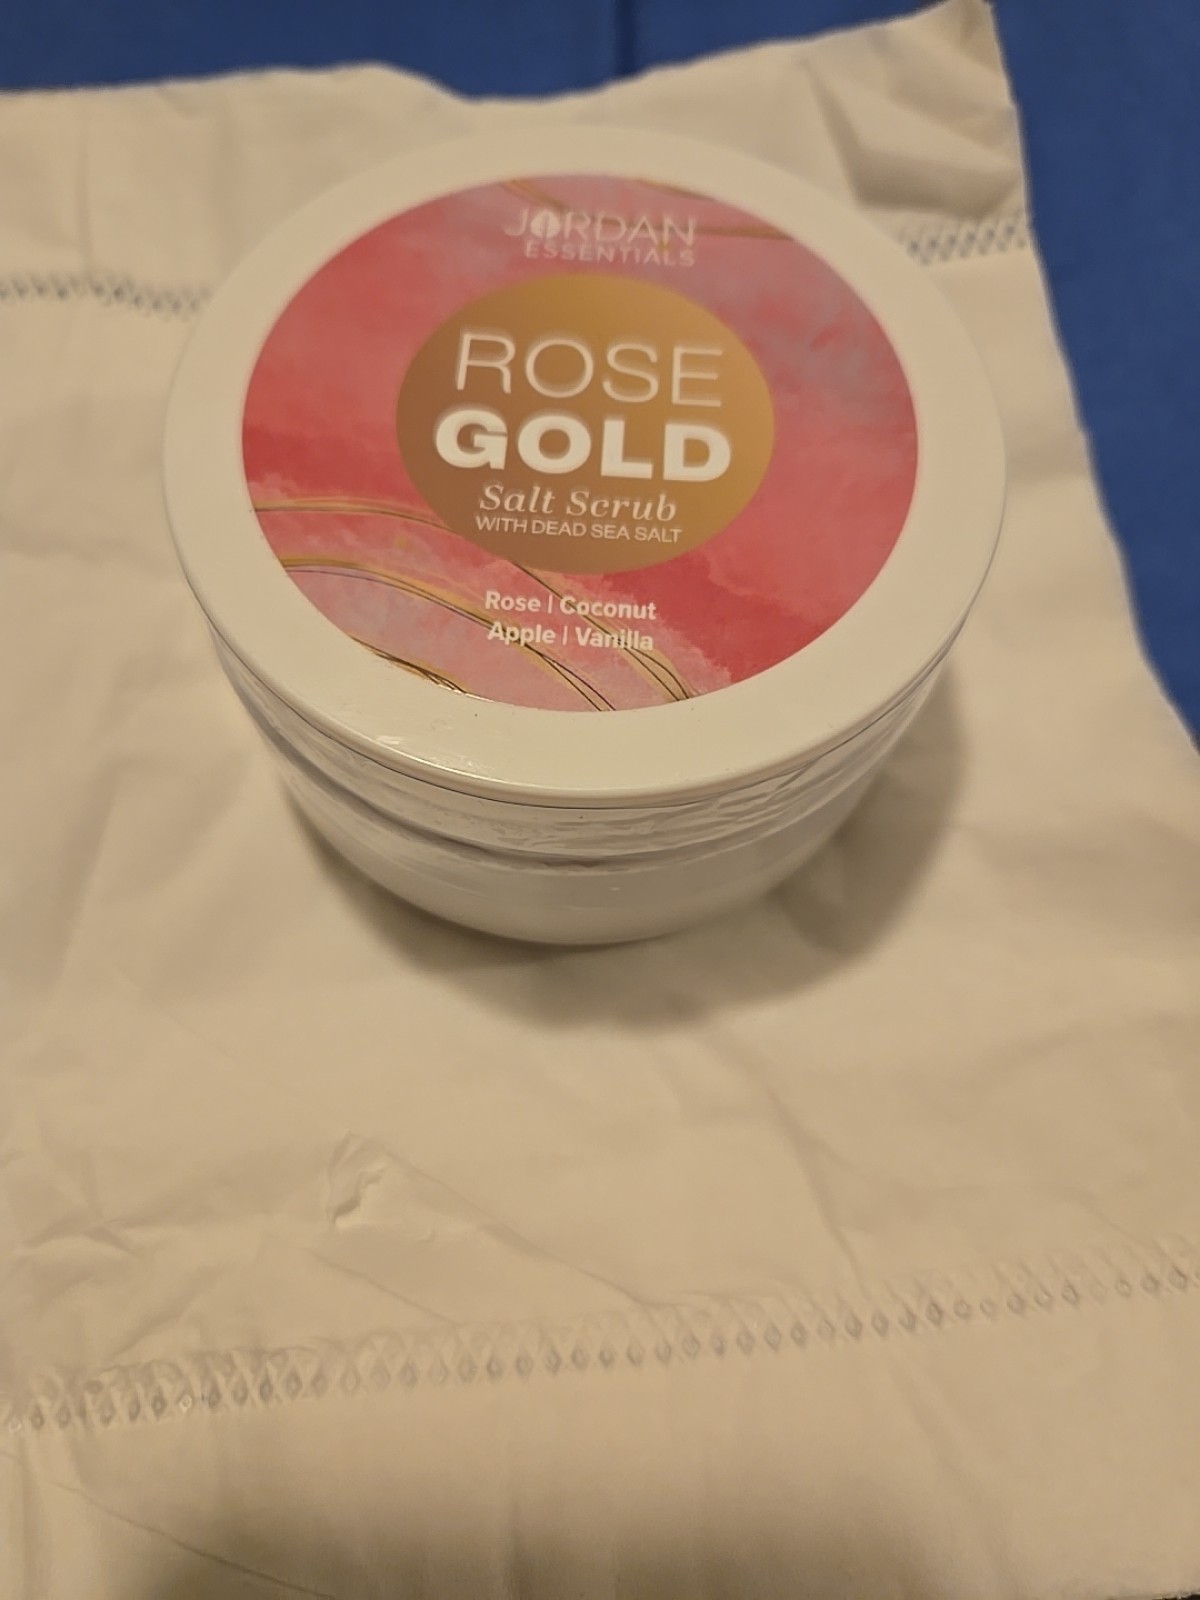 JORDAN
ESSENTIALS
ROSE
GOLD
Salt Scrub
WITH DEAD SEA SALT
Rose | Coconut
Apple | Vanilla